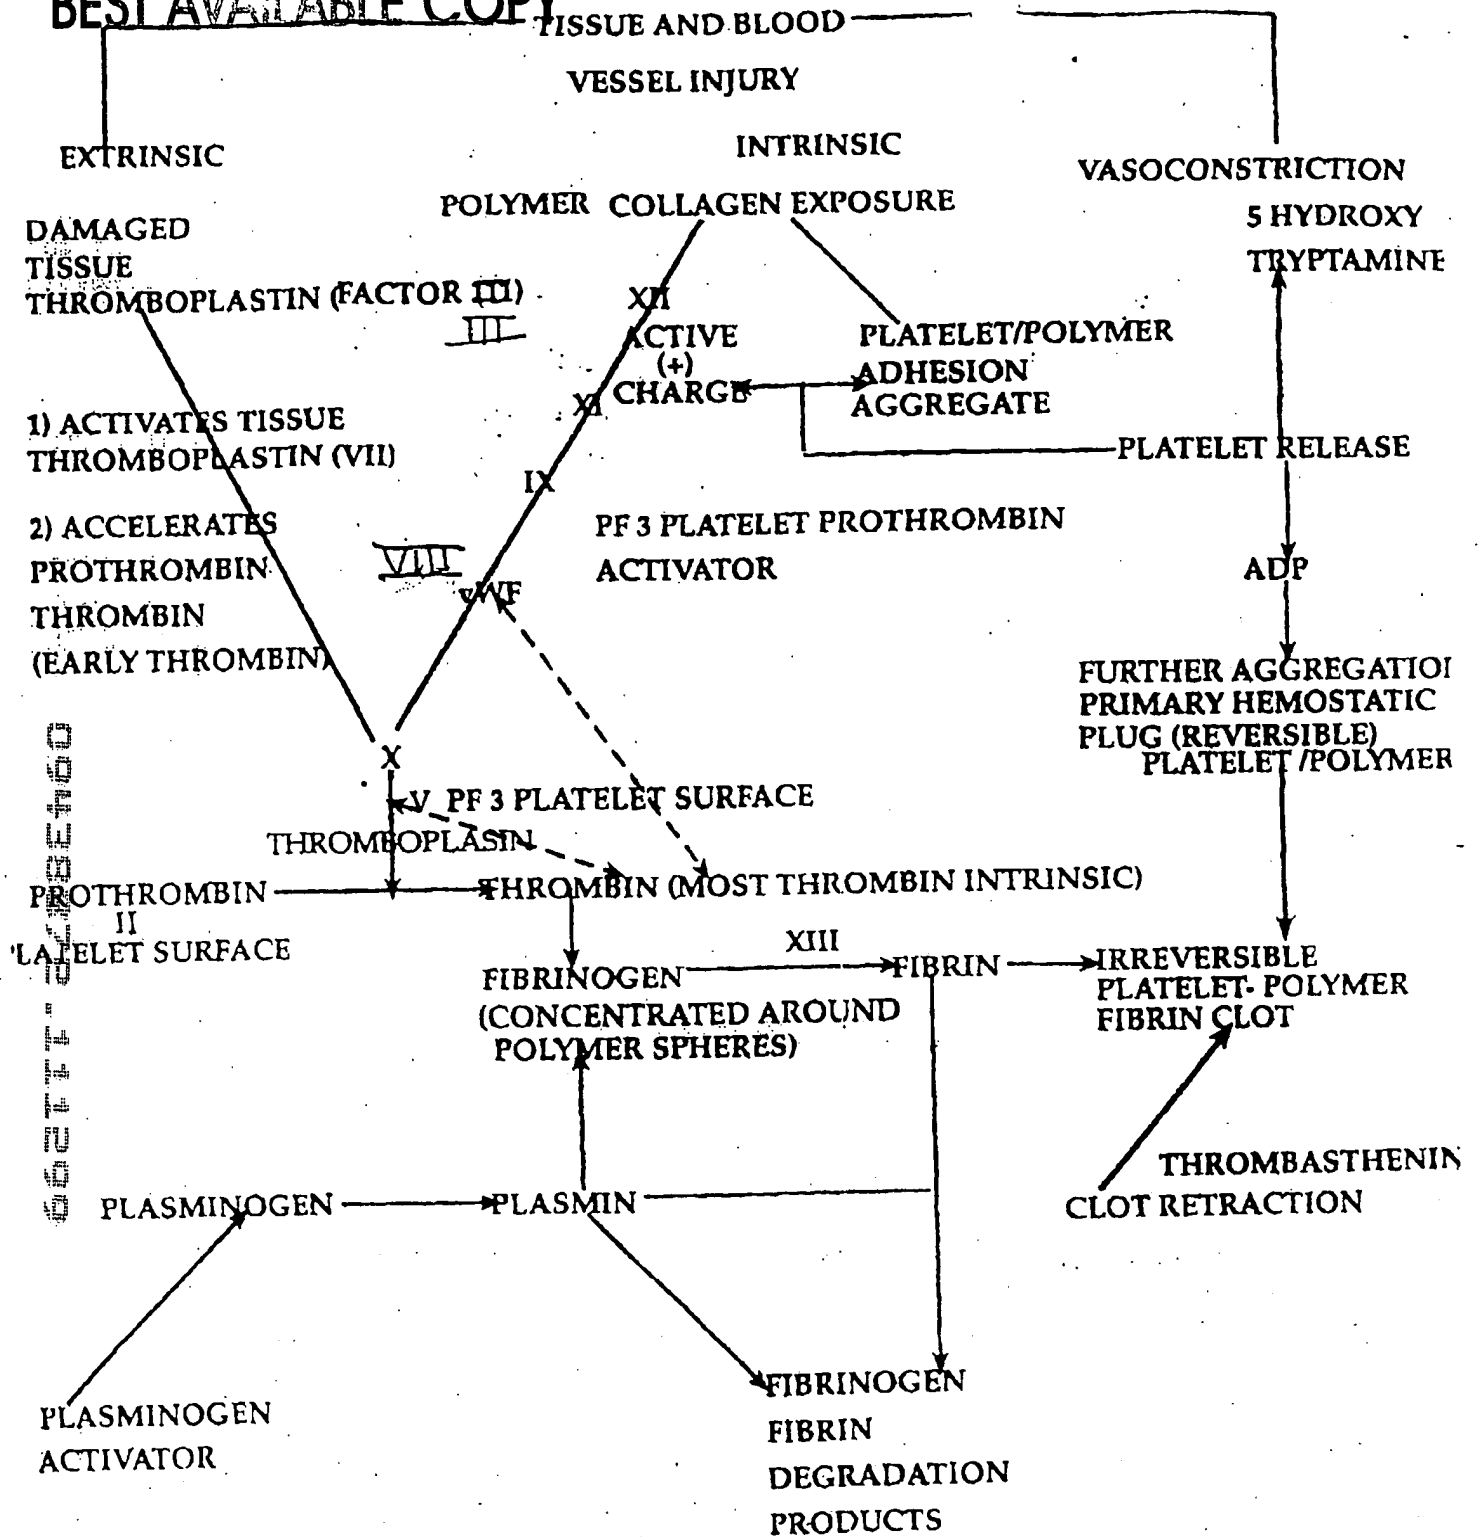 BEST AVAILABLE COPY
TISSUE AND BLOOD
VESSEL INJURY
EXTRINSIC
INTRINSIC
VASOCONSTRICTION
POLYMER COLLAGEN EXPOSURE
5 HYDROXY
TRYPTAMINE
DAMAGED
TISSUE
THROMBOPLASTIN (FACTOR III)
III
XII
ACTIVE
(+)
CHARGE
PLATELET/POLYMER
ADHESION
AGGREGATE
XI
1) ACTIVATES TISSUE
THROMBOPLASTIN (VII)
PLATELET RELEASE
IX
2) ACCELERATES
PROTHROMBIN
THROMBIN
(EARLY THROMBIN)
PF 3 PLATELET PROTHROMBIN
ACTIVATOR
VIII
vWF
ADP
FURTHER AGGREGATIO
PRIMARY HEMOSTATIC
PLUG (REVERSIBLE)
PLATELET /POLYMER
X
V PF 3 PLATELET SURFACE
THROMBOPLASIN
PROTHROMBIN
II
LATELET SURFACE
THROMBIN (MOST THROMBIN INTRINSIC)
XIII
FIBRINOGEN
(CONCENTRATED AROUND
POLYMER SPHERES)
FIBRIN
IRREVERSIBLE
PLATELET- POLYMER
FIBRIN CLOT
THROMBASTHENIN
CLOT RETRACTION
PLASMINOGEN
PLASMIN
PLASMINOGEN
ACTIVATOR
FIBRINOGEN
FIBRIN
DEGRADATION
PRODUCTS